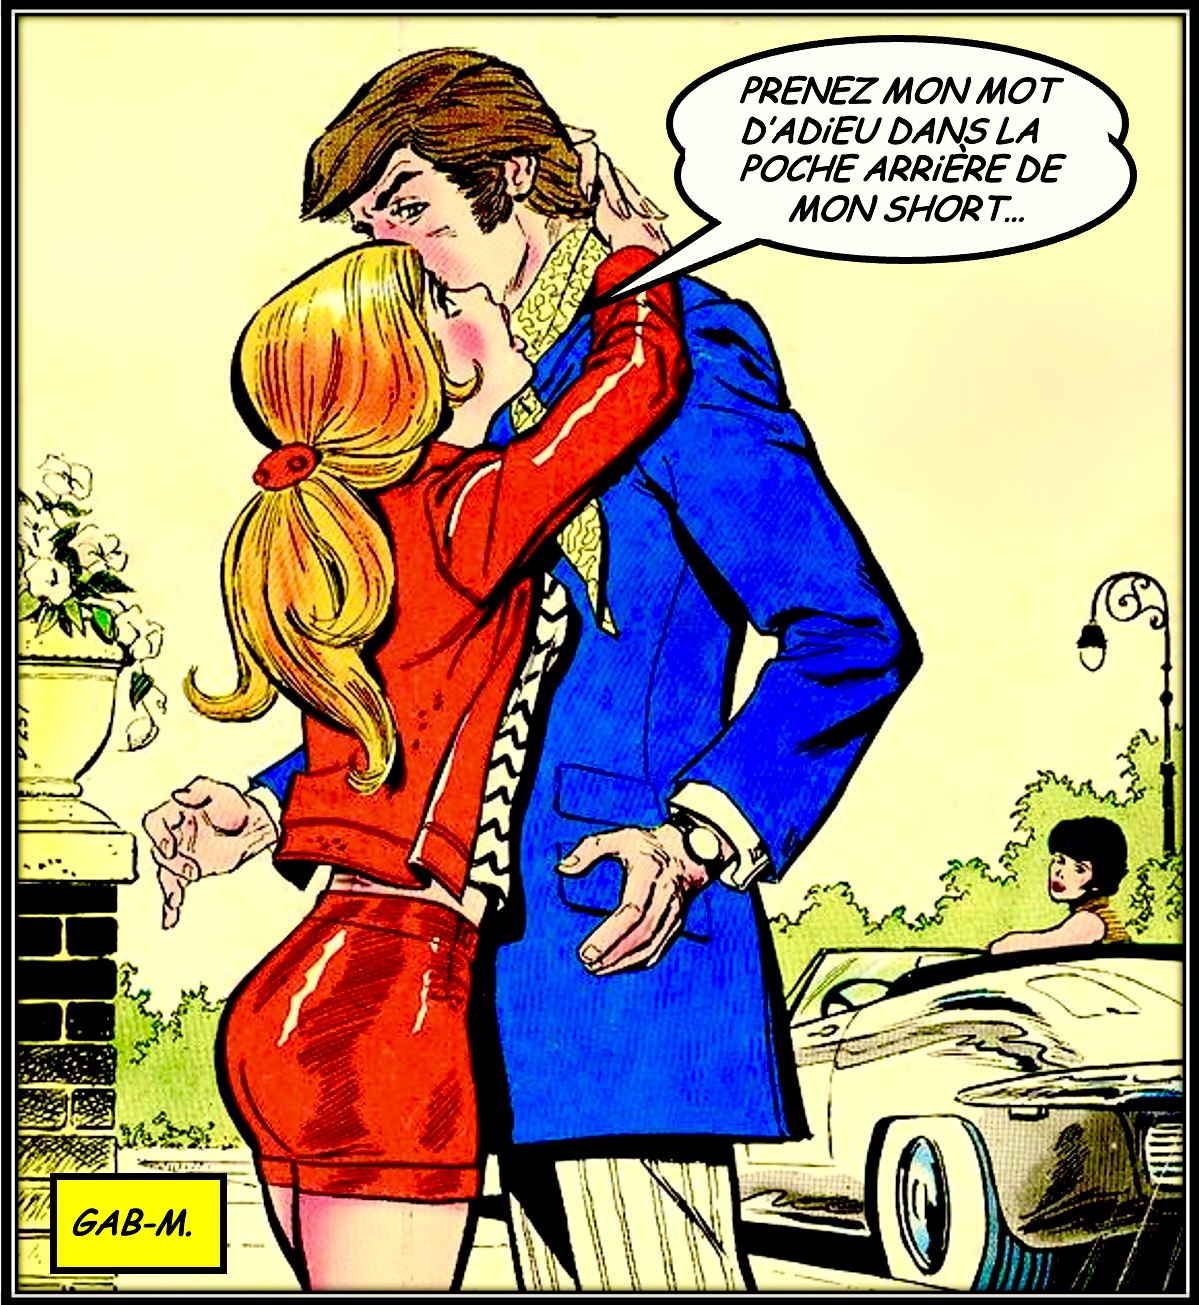 PRENEZ MON MOT
D'ADiEU DANS LA
POCHE ARRiÈRE DE
MON SHORT...
GAB-M.